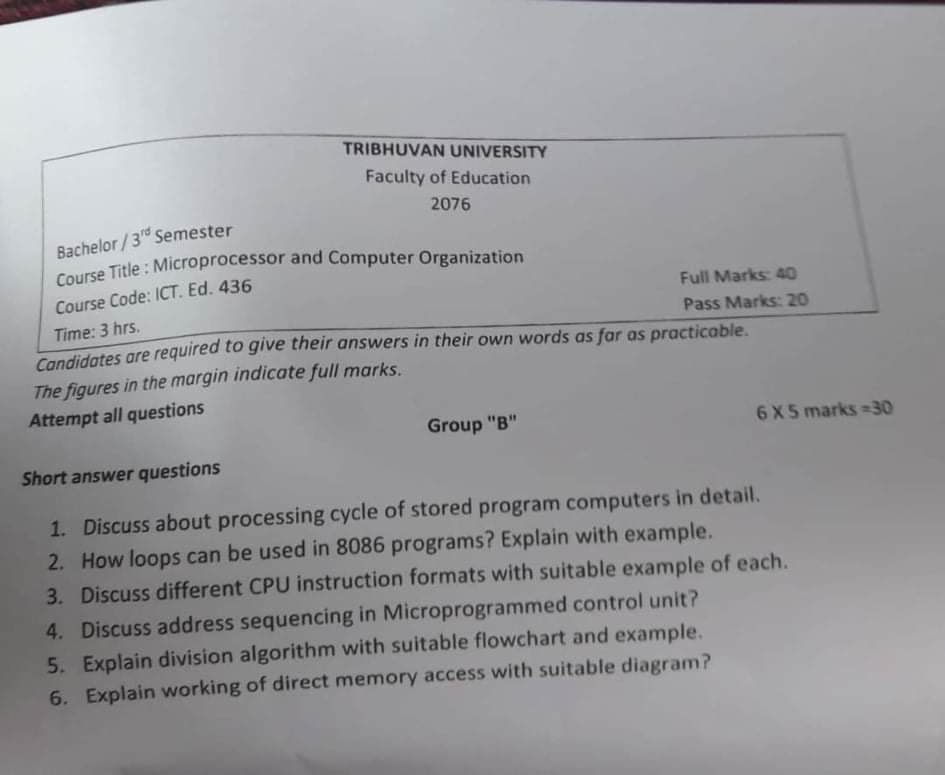 TRIBHUVAN UNIVERSITY
Faculty of Education
2076
Bachelor / 3rd Semester
Course Title : Microprocessor and Computer Organization
Course Code: ICT. Ed. 436
Full Marks: 40
Time: 3 hrs.
Pass Marks: 20
Candidates are required to give their answers in their own words as far as practicable.
The figures in the margin indicate full marks.
Attempt all questions
Group "B"
6 X 5 marks =30
Short answer questions
1. Discuss about processing cycle of stored program computers in detail.
2. How loops can be used in 8086 programs? Explain with example.
3. Discuss different CPU instruction formats with suitable example of each.
4. Discuss address sequencing in Microprogrammed control unit?
5. Explain division algorithm with suitable flowchart and example.
6. Explain working of direct memory access with suitable diagram?